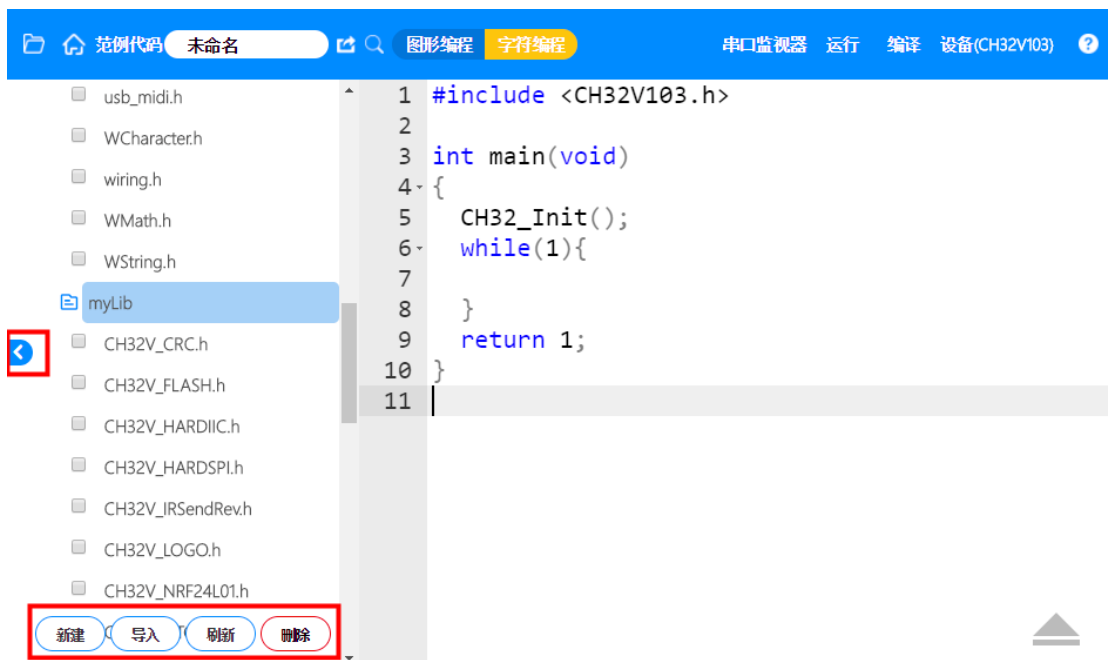 范例代码 未命名 图形编程 字符编程 串口监视器 运行 编译 设备(CH32V103) ?
usb_midi.h
WCharacter.h
wiring.h
WMath.h
WString.h
myLib
CH32V_CRC.h
CH32V_FLASH.h
CH32V_HARDIIC.h
CH32V_HARDSPI.h
CH32V_IRSendRev.h
CH32V_LOGO.h
CH32V_NRF24L01.h
新建 导入 刷新 删除
1 #include <CH32V103.h>
2
3 int main(void)
4 {
5 CH32_Init();
6 while(1){
7
8 }
9 return 1;
10 }
11